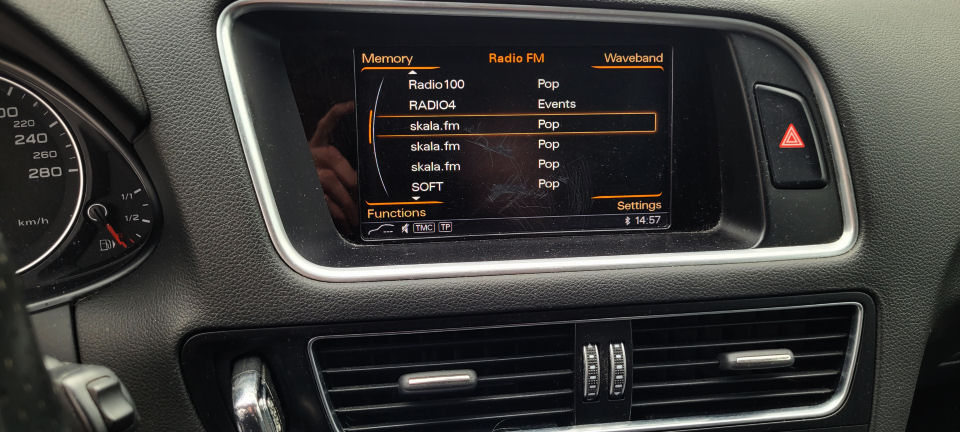 Memory Radio FM Waveband
Radio100 Pop
RADIO4 Events
skala.fm Pop
skala.fm Pop
skala.fm Pop
SOFT Pop
Functions Settings
TMC TP 14:57
220
240
260
280
km/h
1/1
1/2